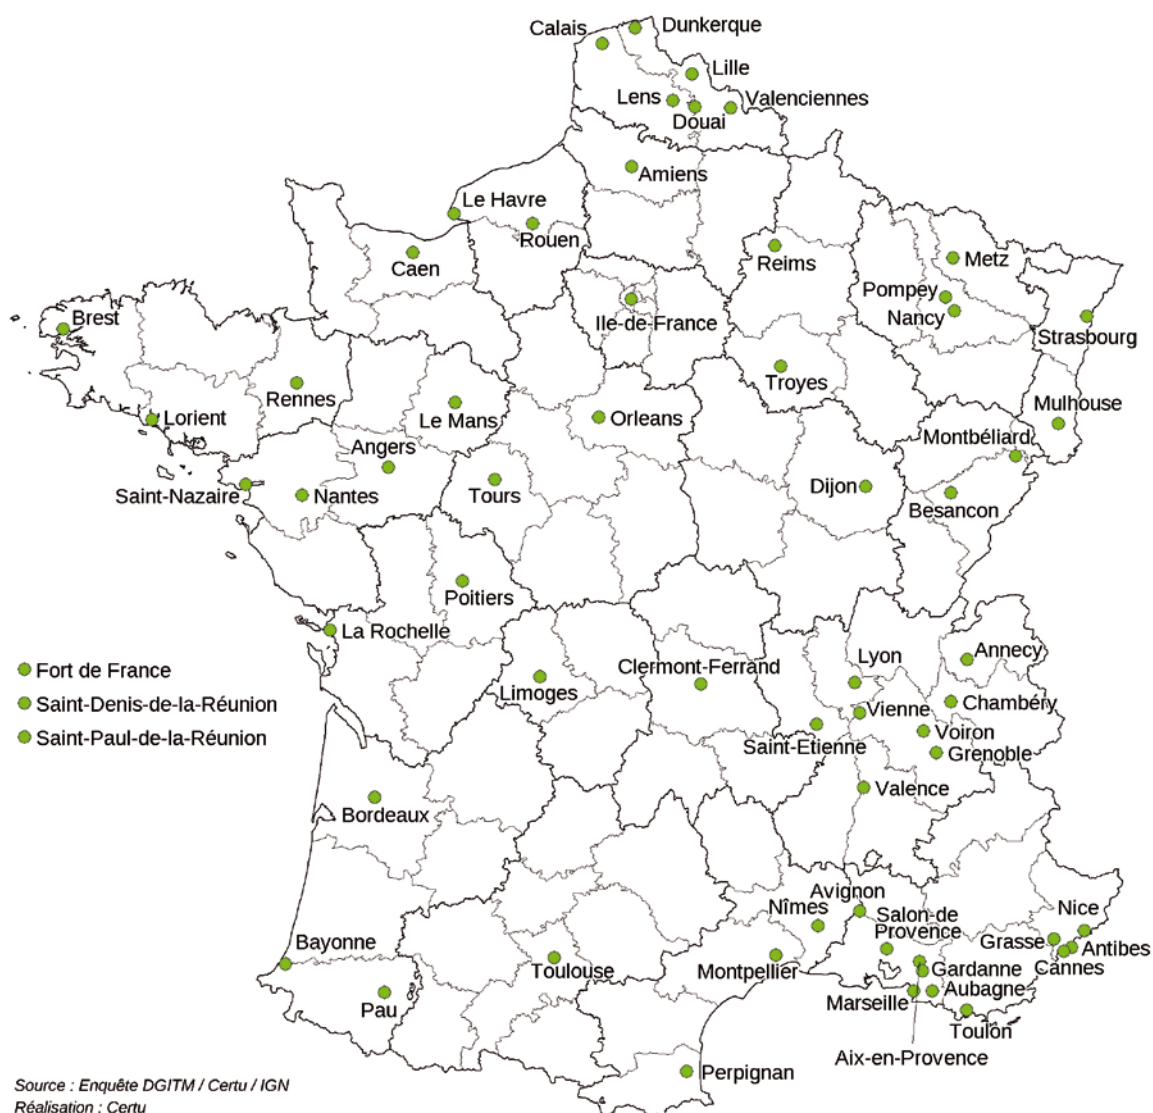 Calais
Dunkerque
Lille
Lens
Valenciennes
Douai
Amiens
Le Havre
Rouen
Caen
Reims
Metz
Pompey
Nancy
Strasbourg
Ile-de-France
Brest
Troyes
Rennes
Lorient
Le Mans
Orleans
Mulhouse
Montbéliard
Angers
Saint-Nazaire
Nantes
Tours
Dijon
Besancon
Poitiers
La Rochelle
Fort de France
Saint-Denis-de-la-Réunion
Saint-Paul-de-la-Réunion
Limoges
Clermont-Ferrand
Lyon
Annecy
Chambéry
Vienne
Voiron
Saint-Etienne
Grenoble
Valence
Bordeaux
Avignon
Nîmes
Salon-de
Provence
Nice
Grasse
Antibes
Cannes
Bayonne
Toulouse
Montpellier
Gardanne
Pau
Marseille
Aubagne
Toulon
Aix-en-Provence
Perpignan
Source : Enquête DGITM / Certu / IGN
Réalisation : Certu